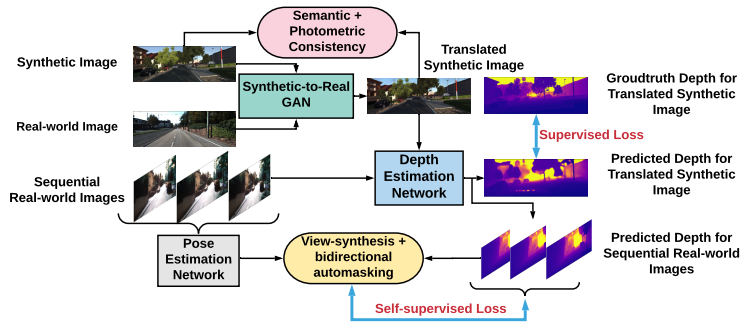 Semantic +
Photometric
Consistency
Synthetic Image
Translated
Synthetic Image
Synthetic-to-Real
GAN
Groudtruth Depth for
Translated Synthetic
Image
Real-world Image
Supervised Loss
Sequential
Real-world Images
Depth
Estimation
Network
Predicted Depth for
Translated Synthetic
Image
Pose
Estimation
Network
View-synthesis +
bidirectional
automasking
Predicted Depth for
Sequential Real-world
Images
Self-supervised Loss